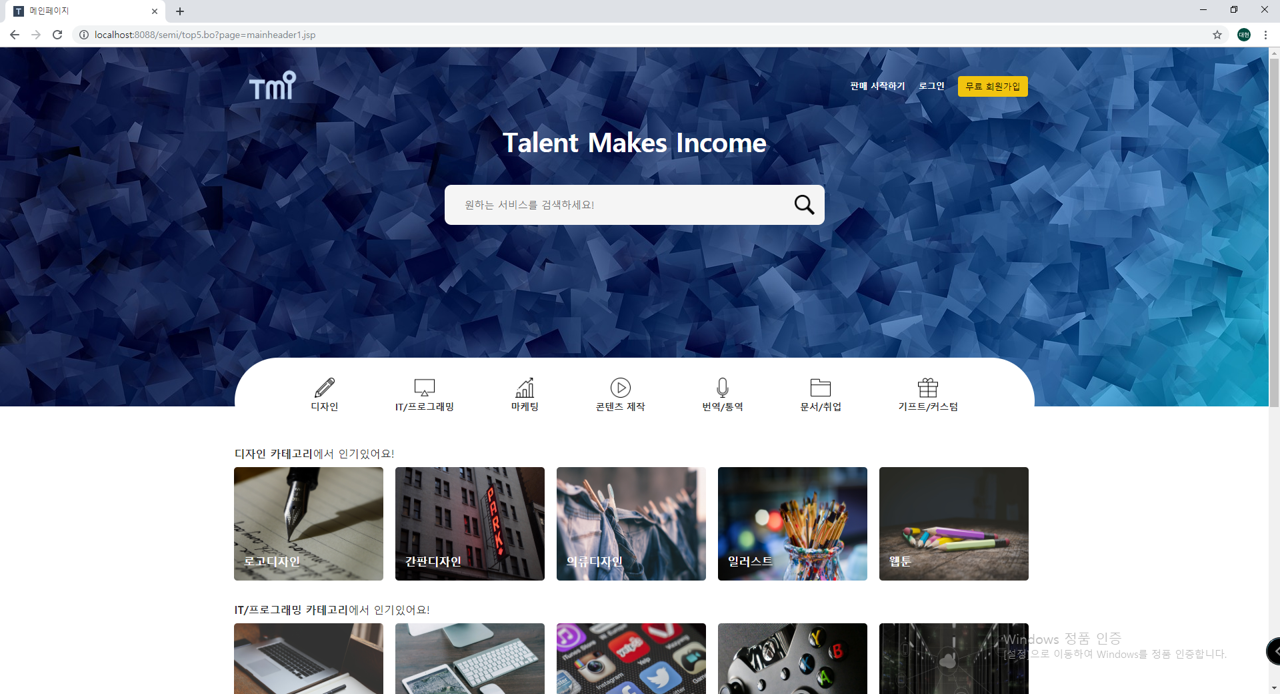 메인페이지
localhost:8088/semi/top5.bo?page=mainheader1.jsp
대현
Tmi
판매 시작하기 로그인 무료 회원가입
Talent Makes Income
원하는 서비스를 검색하세요!
디자인 IT/프로그래밍 마케팅 콘텐츠 제작 번역/통역 문서/취업 기프트/커스텀
디자인 카테고리에서 인기있어요!
PARK
로고디자인 간판디자인 의류디자인 일러스트 웹툰
IT/프로그래밍 카테고리에서 인기있어요!
Yelp
Instagram
Y
B
X
A
Windows 정품 인증
[설정]으로 이동하여 Windows를 정품 인증합니다.